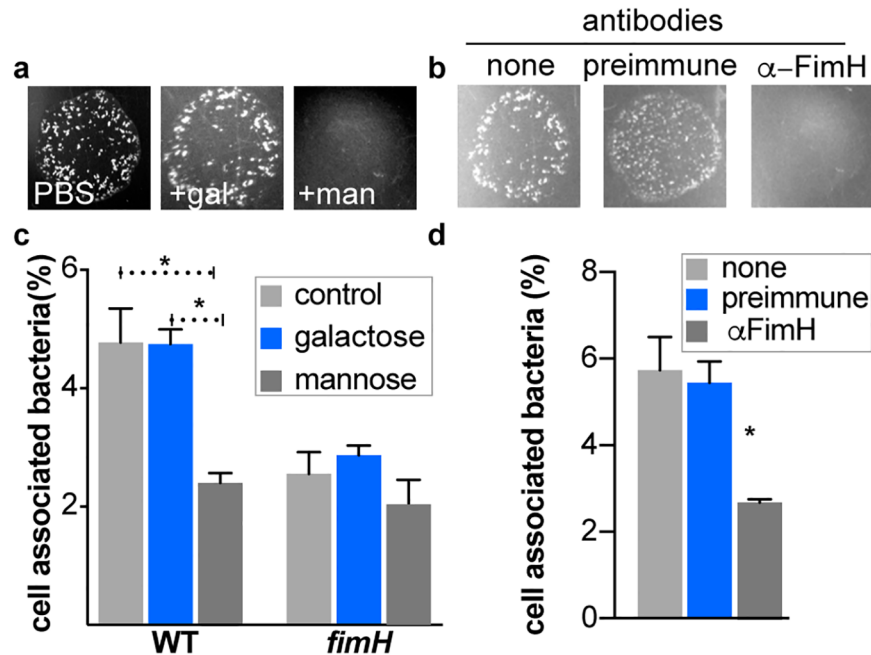 antibodies
a
b
none preimmune α–FimH
PBS +gal +man
c
d
cell associated bacteria(%)
6
4
2
*
*
control
galactose
mannose
WT fimH
cell associated bacteria (%)
8
6
4
2
0
none
preimmune
αFimH
*